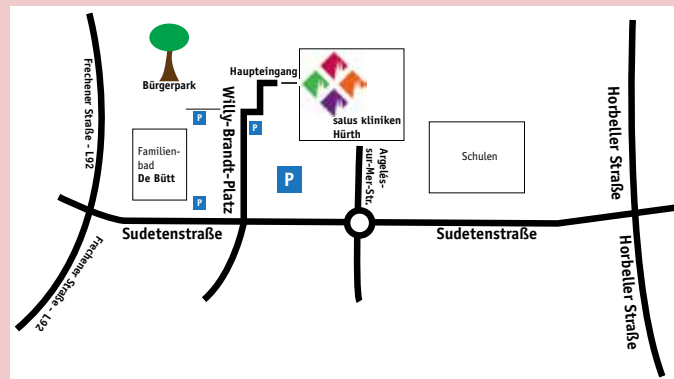 Frechener Straße - L92
Bürgerpark
Haupteingang
salus kliniken
Hürth
P
P
Familien-
bad
De Bütt
Willy-Brandt-Platz
P
P
Argelés-
sur-Mer-Str.
Schulen
Horbeller Straße
Sudetenstraße
Sudetenstraße
Frechener Straße - L92
Horbeller Straße